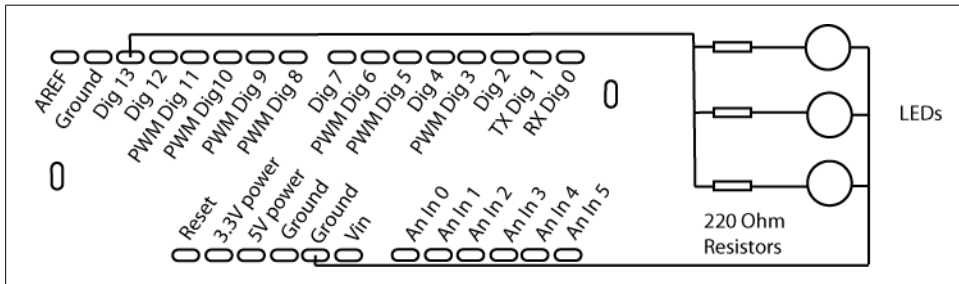 AREF
Ground
Dig 13
Dig 12
PWM Dig 11
PWM Dig10
PWM Dig 9
PWM Dig 8
Dig 7
PWM Dig 6
PWM Dig 5
Dig 4
PWM Dig 3
Dig 2
TX Dig 1
RX Dig 0
LEDs
Reset
3.3V power
5V power
Ground
Ground
Vin
An In 0
An In 1
An In 2
An In 3
An In 4
An In 5
220 Ohm
Resistors